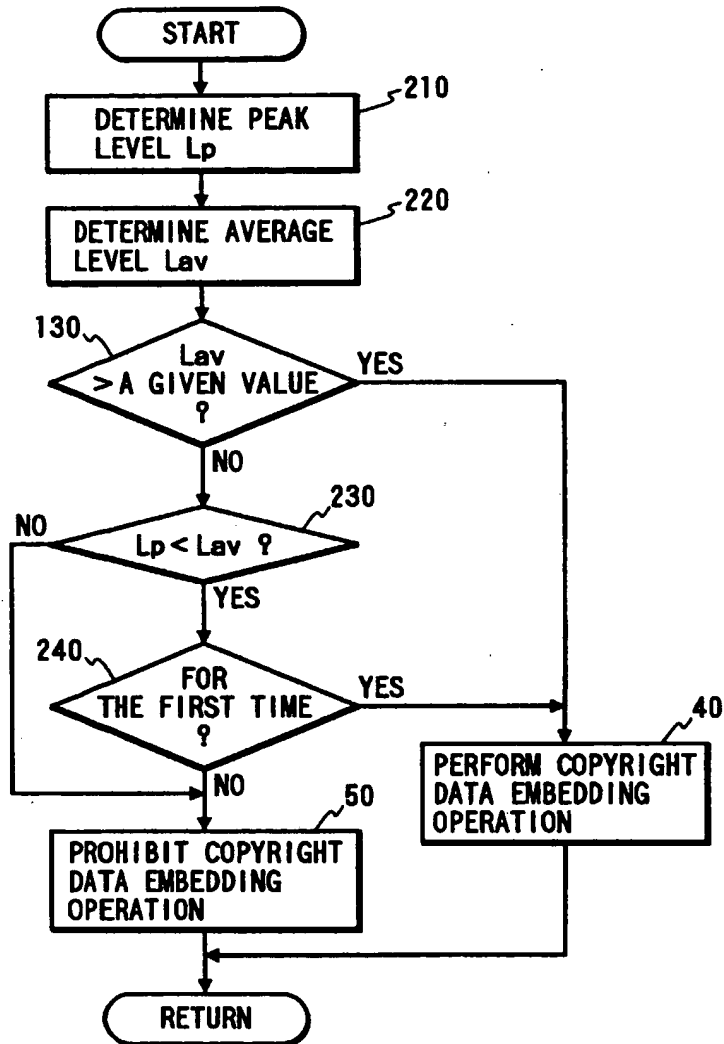 START
210
DETERMINE PEAK
LEVEL Lp
220
DETERMINE AVERAGE
LEVEL Lav
130
Lav
> A GIVEN VALUE
?
YES
NO
230
NO
Lp < Lav ?
YES
240
FOR
THE FIRST TIME
?
YES
NO
40
PERFORM COPYRIGHT
DATA EMBEDDING
OPERATION
50
PROHIBIT COPYRIGHT
DATA EMBEDDING
OPERATION
RETURN